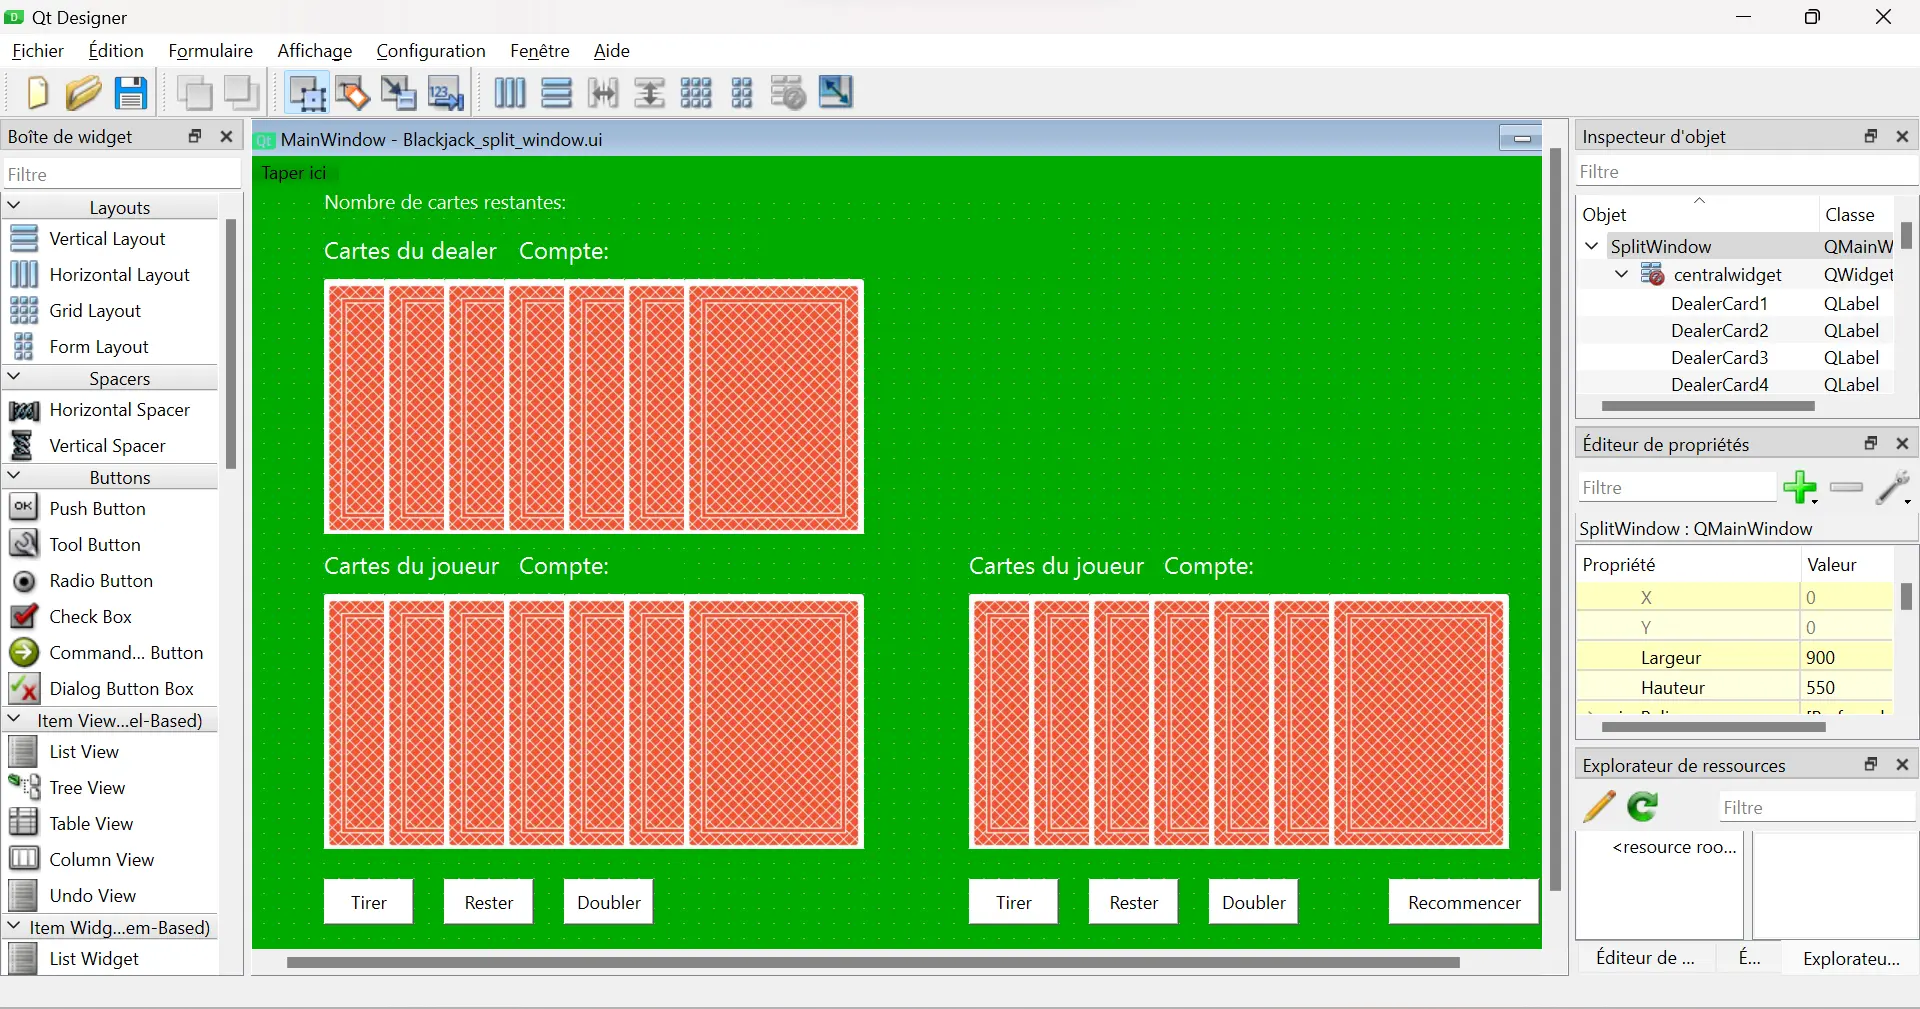 Qt Designer
Fichier Édition Formulaire Affichage Configuration Fenêtre Aide
123
Boîte de widget
Filtre
Layouts
Vertical Layout
Horizontal Layout
Grid Layout
Form Layout
Spacers
Horizontal Spacer
Vertical Spacer
Buttons
OK Push Button
Tool Button
Radio Button
Check Box
Command... Button
Dialog Button Box
Item View...el-Based)
List View
Tree View
Table View
Column View
Undo View
Item Widg...em-Based)
List Widget
Qt MainWindow - Blackjack_split_window.ui
Taper ici
Nombre de cartes restantes:
Cartes du dealer Compte:
Cartes du joueur Compte:
Cartes du joueur Compte:
Tirer Rester Doubler
Tirer Rester Doubler Recommencer
Inspecteur d'objet
Filtre
Objet Classe
SplitWindow QMainW
centralwidget QWidget
DealerCard1 QLabel
DealerCard2 QLabel
DealerCard3 QLabel
DealerCard4 QLabel
Éditeur de propriétés
Filtre
SplitWindow : QMainWindow
Propriété Valeur
X 0
Y 0
Largeur 900
Hauteur 550
Explorateur de ressources
Filtre
<resource roo...
Éditeur de ... É... Explorateu...